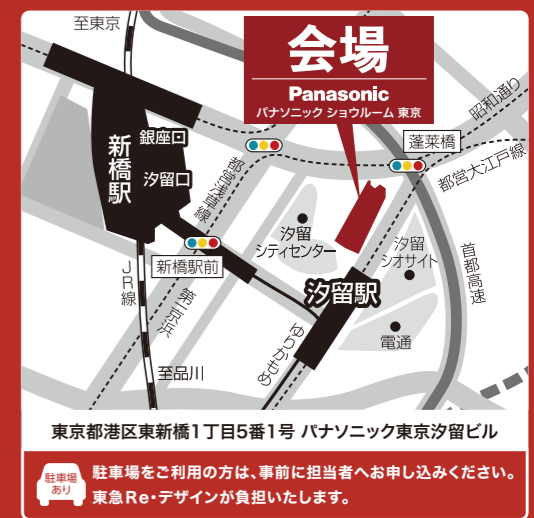 至東京
会場
Panasonic
パナソニック ショウルーム 東京
昭和通り
蓬莱橋
都営大江戸線
銀座口
新橋駅
汐留口
都営浅草線
汐留
シティセンター
汐留
シオサイト
首都高速
新橋駅前
汐留駅
JR線
第一京浜
ゆりかもめ
電通
至品川
東京都港区東新橋1丁目5番1号 パナソニック東京汐留ビル
駐車場
あり
駐車場をご利用の方は、事前に担当者へお申し込みください。
東急Re・デザインが負担いたします。